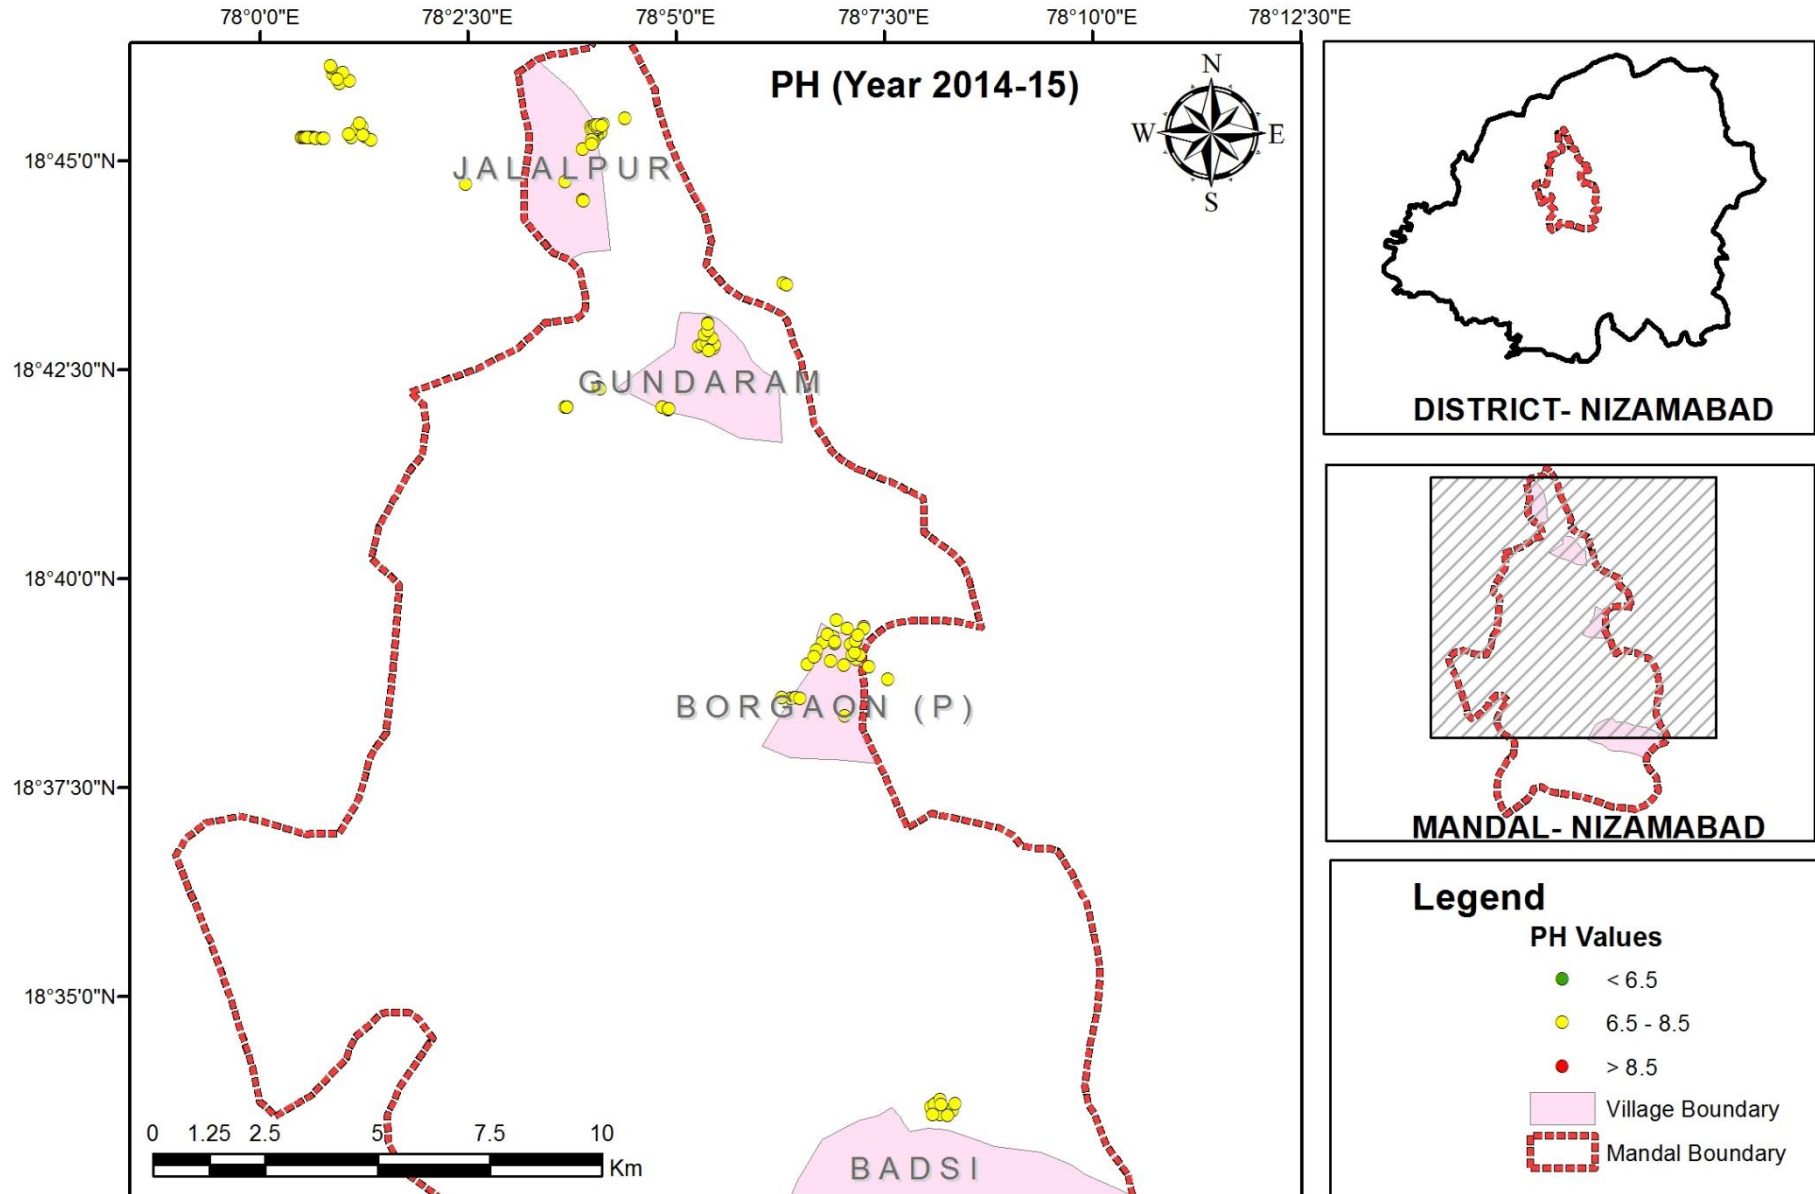 78°0'0"E 78°2'30"E 78°5'0"E 78°7'30"E 78°10'0"E 78°12'30"E
PH (Year 2014-15)
N
W E
S
18°45'0"N
18°42'30"N
18°40'0"N
18°37'30"N
18°35'0"N
JALALPUR
GUNDARAM
BORGAON (P)
BADSI
0 1.25 2.5 5 7.5 10
Km
DISTRICT- NIZAMABAD
MANDAL- NIZAMABAD
Legend
PH Values
< 6.5
6.5 - 8.5
> 8.5
Village Boundary
Mandal Boundary